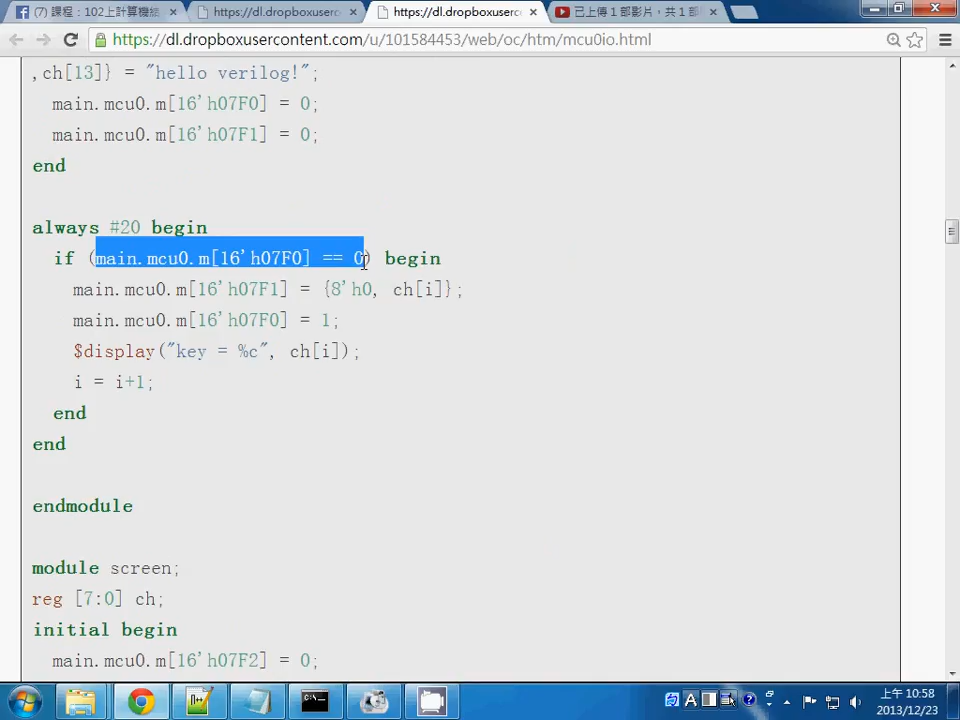 (7) 課程：102上計算機結
https://dl.dropboxuserc
https://dl.dropboxuserco
已上傳 1 部影片，共 1 部
https://dl.dropboxusercontent.com/u/101584453/web/oc/htm/mcu0io.html
,ch[13]} = "hello verilog!";
main.mcu0.m[16'h07F0] = 0;
main.mcu0.m[16'h07F1] = 0;
end
always #20 begin
if (main.mcu0.m[16'h07F0] == 0) begin
main.mcu0.m[16'h07F1] = {8'h0, ch[i]};
main.mcu0.m[16'h07F0] = 1;
$display("key = %c", ch[i]);
i = i+1;
end
end
endmodule
module screen;
reg [7:0] ch;
initial begin
main.mcu0.m[16'h07F2] = 0;
上午 10:58
2013/12/23